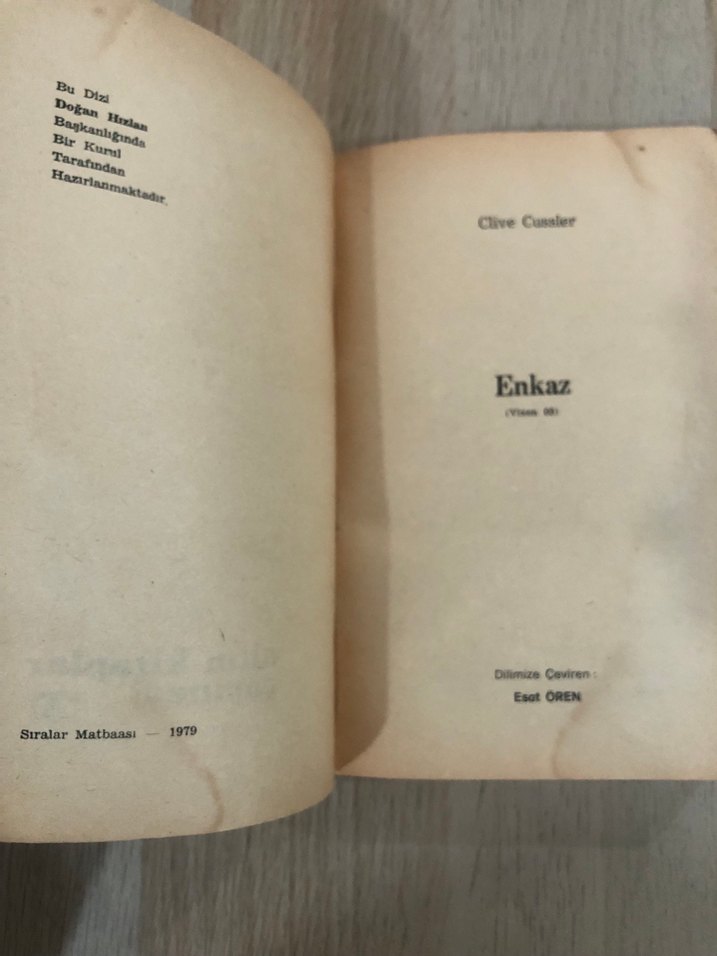 Bu Dizi
Doğan Hızlan
Başkanlığında
Bir Kurul
Tarafından
Hazırlanmaktadır.
Sıralar Matbaası — 1979
Clive Cussler
Enkaz
Dilimize Çeviren :
Esat ÖREN